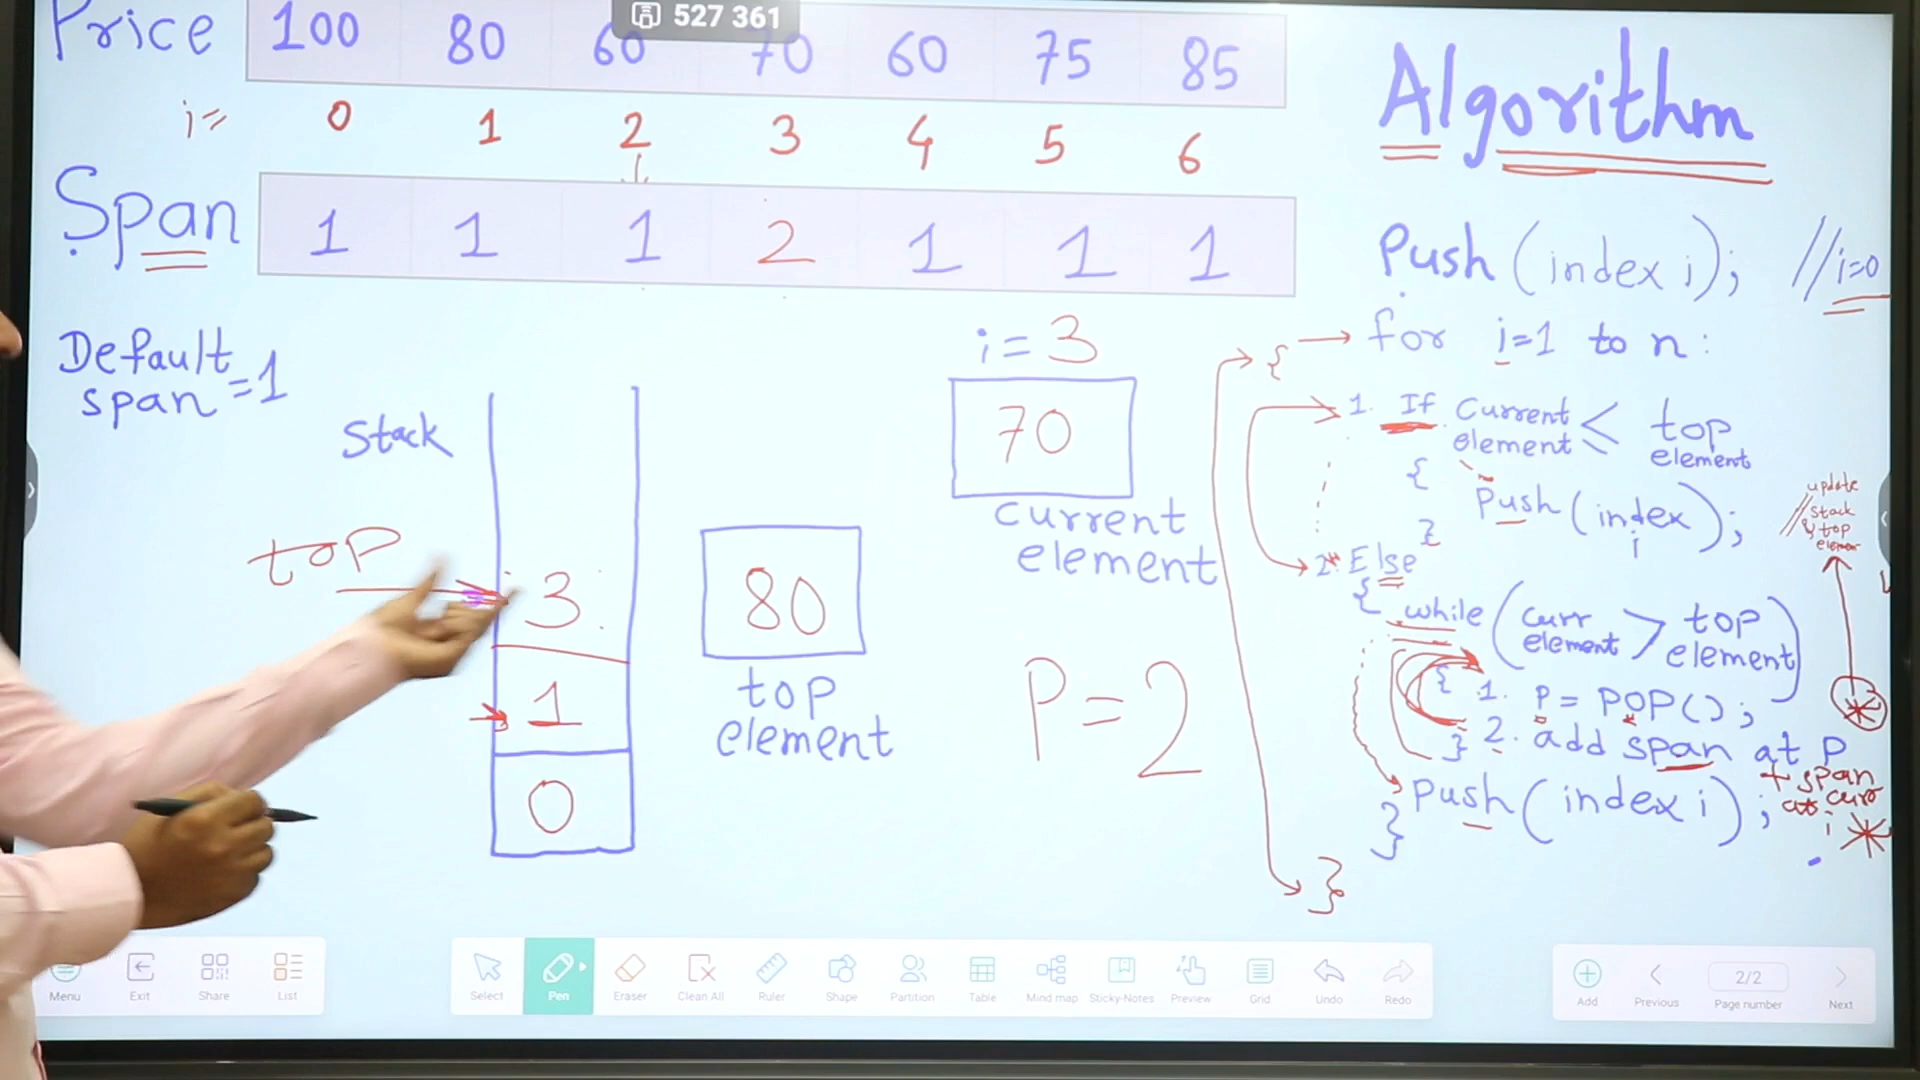 527 361
Price 100 80 60 70 60 75 85
i= 0 1 2 3 4 5 6
Span 1 1 1 2 1 1 1
Default
span =1
Stack
top
3
1
0
80
top
element
i = 3
70
current
element
P=2
Algorithm
Push (index i); //i=0
{ for i=1 to n:
1. If Current element <= top element
{
Push (index i);
}
// update
stack
& top
element
2. Else
{ while (curr element > top element)
{ 1. P = POP();
} 2. add span at P
+ span
at curr
i
Push (index i);
}
}
Menu
Exit
Share
List
Select
Pen
Eraser
Clean All
Ruler
Shape
Partition
Table
Mind map
Sticky-Notes
Preview
Grid
Undo
Redo
Add
Previous
2/2
Page number
Next